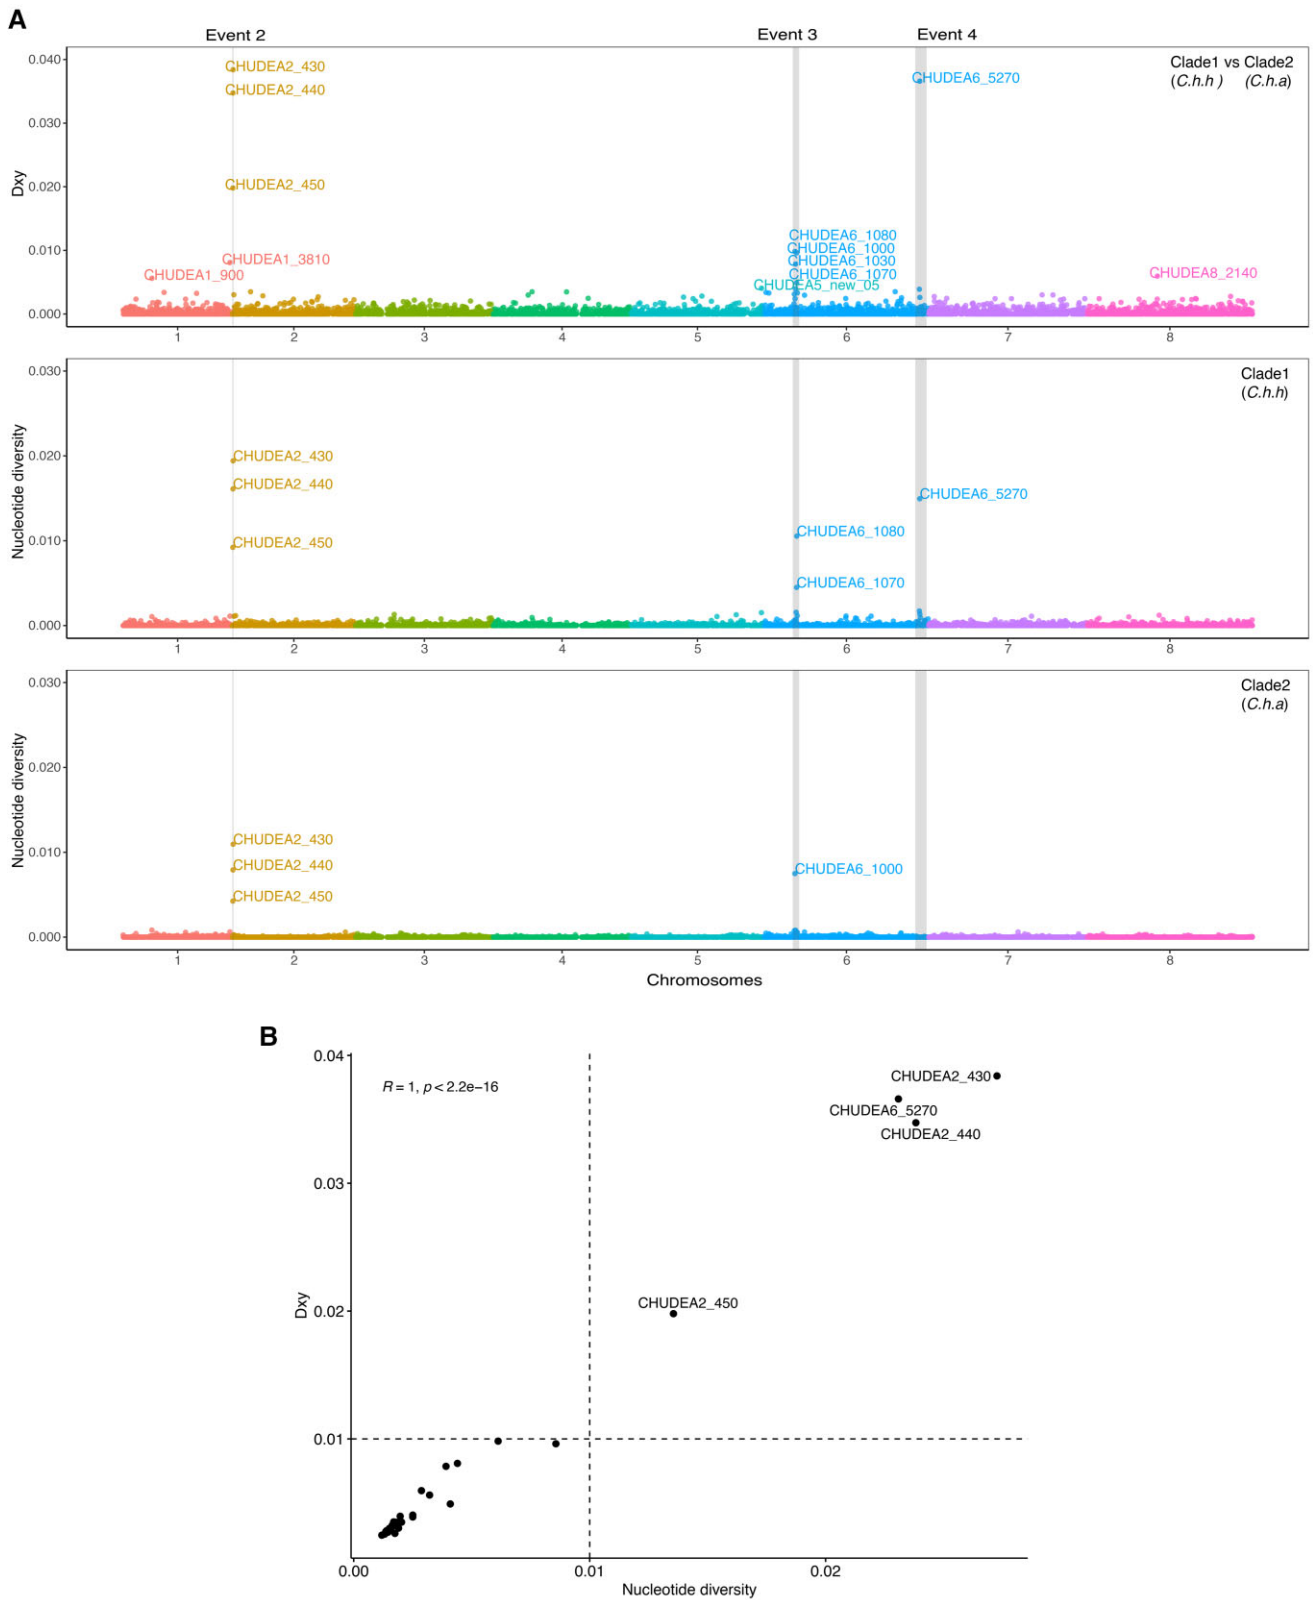 A
Event 2
Event 3
Event 4
Clade1 vs Clade2
(C.h.h ) (C.h.a)
Dxy
0.040
0.030
0.020
0.010
0.000
CHUDEA2_430
CHUDEA2_440
CHUDEA2_450
CHUDEA1_3810
CHUDEA1_900
CHUDEA6_5270
CHUDEA6_1080
CHUDEA6_1000
CHUDEA6_1030
CHUDEA6_1070
CHUDEA5_new_05
CHUDEA8_2140
1 2 3 4 5 6 7 8
Clade1
(C.h.h)
Nucleotide diversity
0.030
0.020
0.010
0.000
CHUDEA2_430
CHUDEA2_440
CHUDEA2_450
CHUDEA6_5270
CHUDEA6_1080
CHUDEA6_1070
1 2 3 4 5 6 7 8
Clade2
(C.h.a)
Nucleotide diversity
0.030
0.020
0.010
0.000
CHUDEA2_430
CHUDEA2_440
CHUDEA2_450
CHUDEA6_1000
1 2 3 4 5 6 7 8
Chromosomes
B
R = 1, p < 2.2e−16
Dxy
0.04
0.03
0.02
0.01
CHUDEA2_430
CHUDEA6_5270
CHUDEA2_440
CHUDEA2_450
0.00 0.01 0.02
Nucleotide diversity